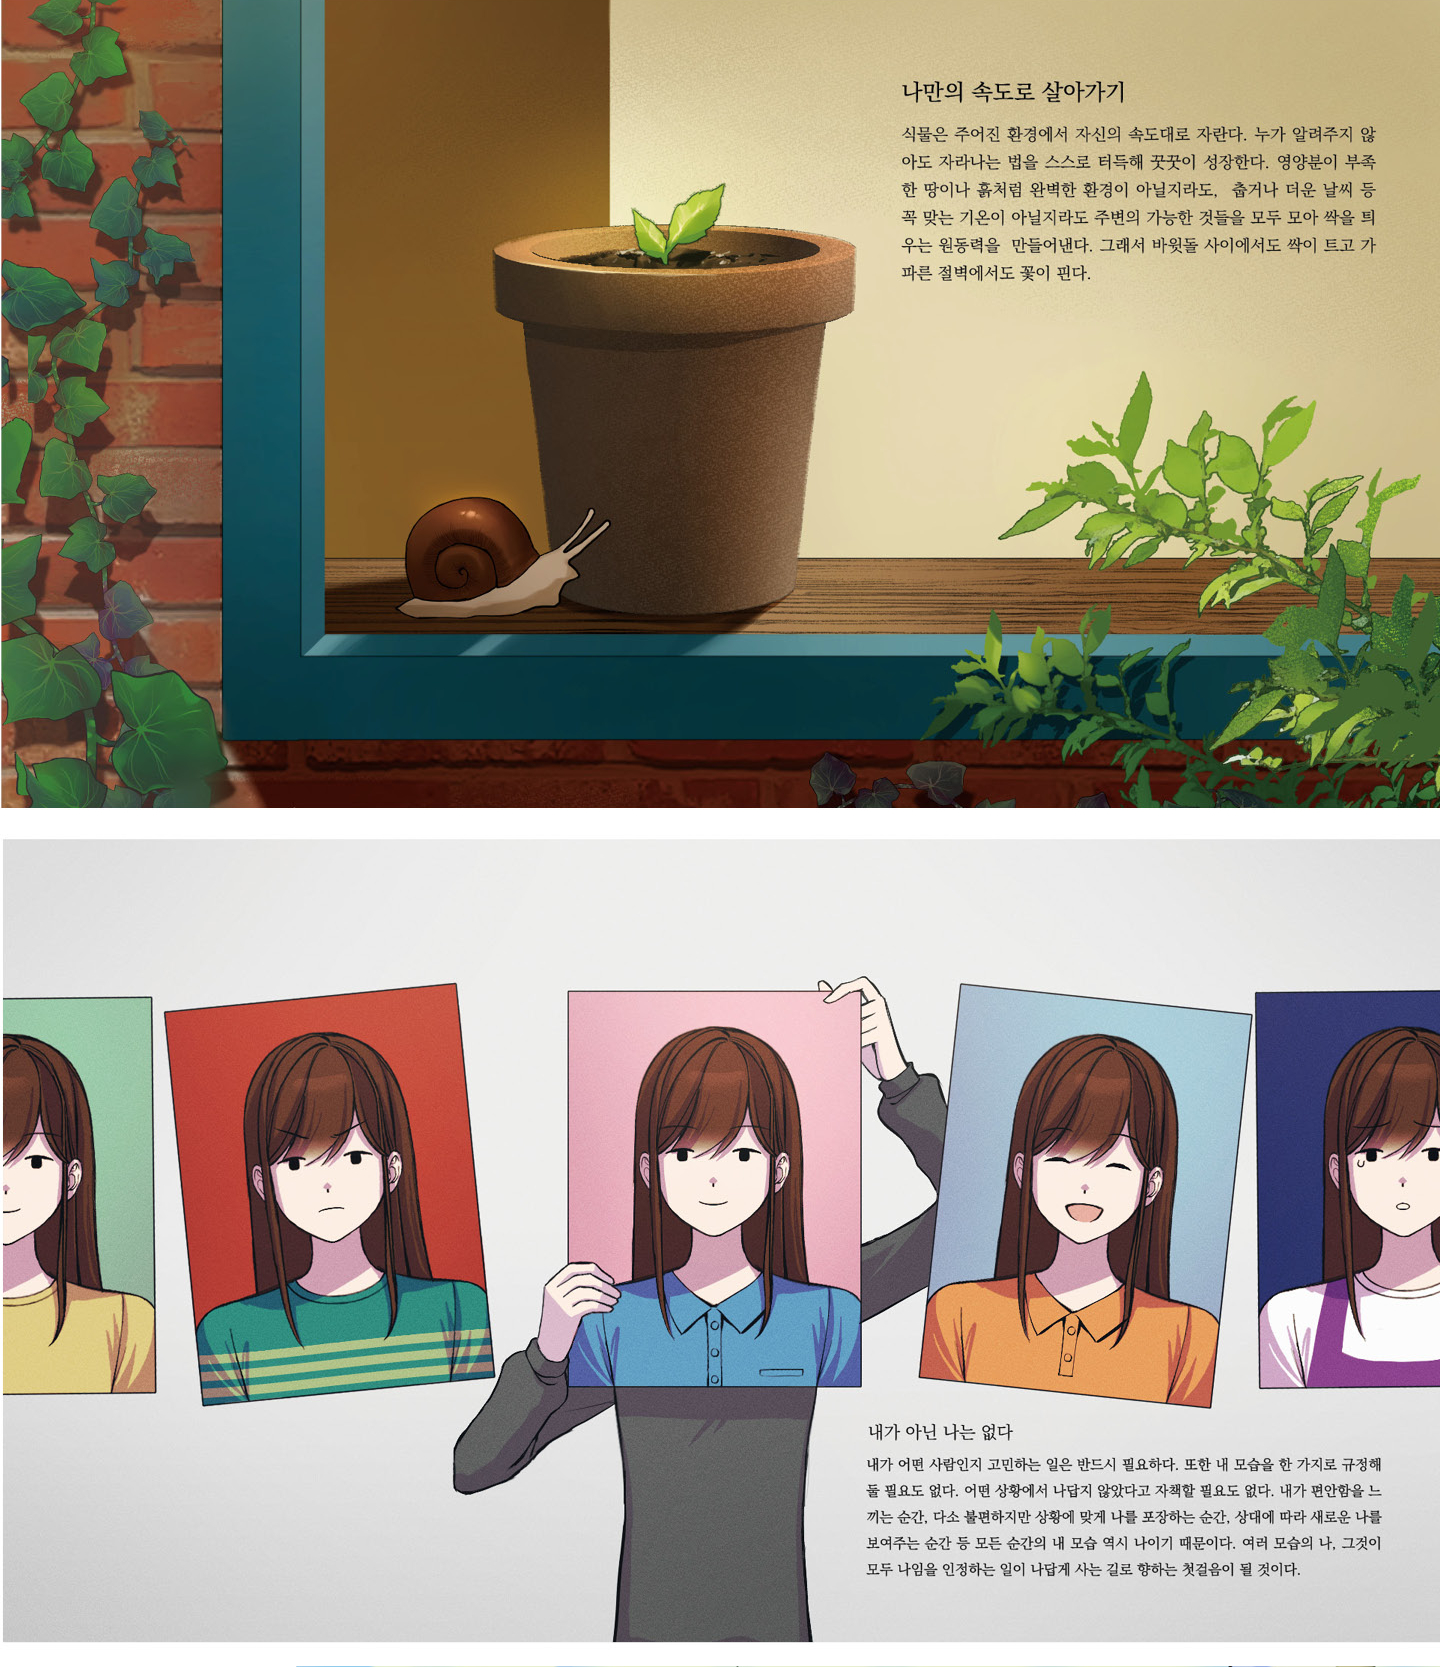 나만의 속도로 살아가기
식물은 주어진 환경에서 자신의 속도대로 자란다. 누가 알려주지 않
아도 자라나는 법을 스스로 터득해 꿋꿋이 성장한다. 영양분이 부족
한 땅이나 흙처럼 완벽한 환경이 아닐지라도, 춥거나 더운 날씨 등
꼭 맞는 기온이 아닐지라도 주변의 가능한 것들을 모두 모아 싹을 틔
우는 원동력을 만들어낸다. 그래서 바윗돌 사이에서도 싹이 트고 가
파른 절벽에서도 꽃이 핀다.
내가 아닌 나는 없다
내가 어떤 사람인지 고민하는 일은 반드시 필요하다. 또한 내 모습을 한 가지로 규정해
둘 필요도 없다. 어떤 상황에서 나답지 않았다고 자책할 필요도 없다. 내가 편안함을 느
끼는 순간, 다소 불편하지만 상황에 맞게 나를 포장하는 순간, 상대에 따라 새로운 나를
보여주는 순간 등 모든 순간의 내 모습 역시 나이기 때문이다. 여러 모습의 나, 그것이
모두 나임을 인정하는 일이 나답게 사는 길로 향하는 첫걸음이 될 것이다.